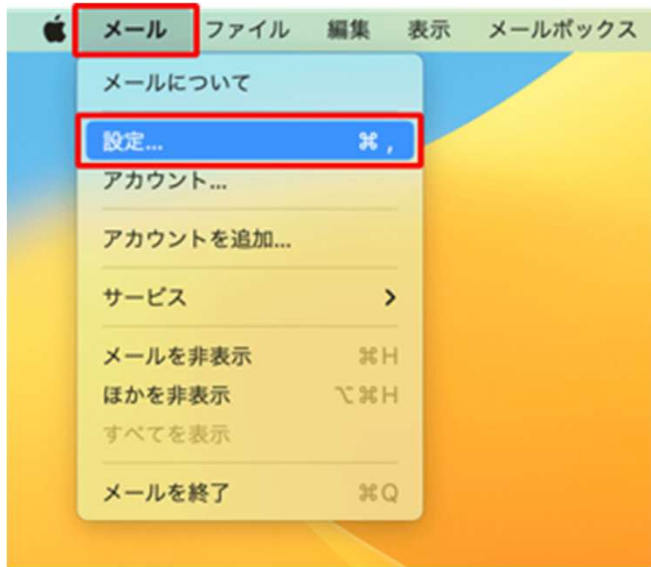 メール ファイル 編集 表示 メールボックス
メールについて
設定... ⌘ ,
アカウント...
アカウントを追加...
サービス >
メールを非表示 ⌘H
ほかを非表示 ⌥⌘H
すべてを表示
メールを終了 ⌘Q